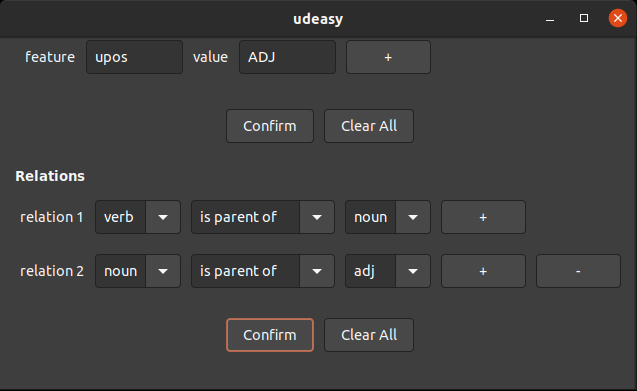 udeasy
feature upos value ADJ +
Confirm Clear All
Relations
relation 1 verb is parent of noun +
relation 2 noun is parent of adj + -
Confirm Clear All